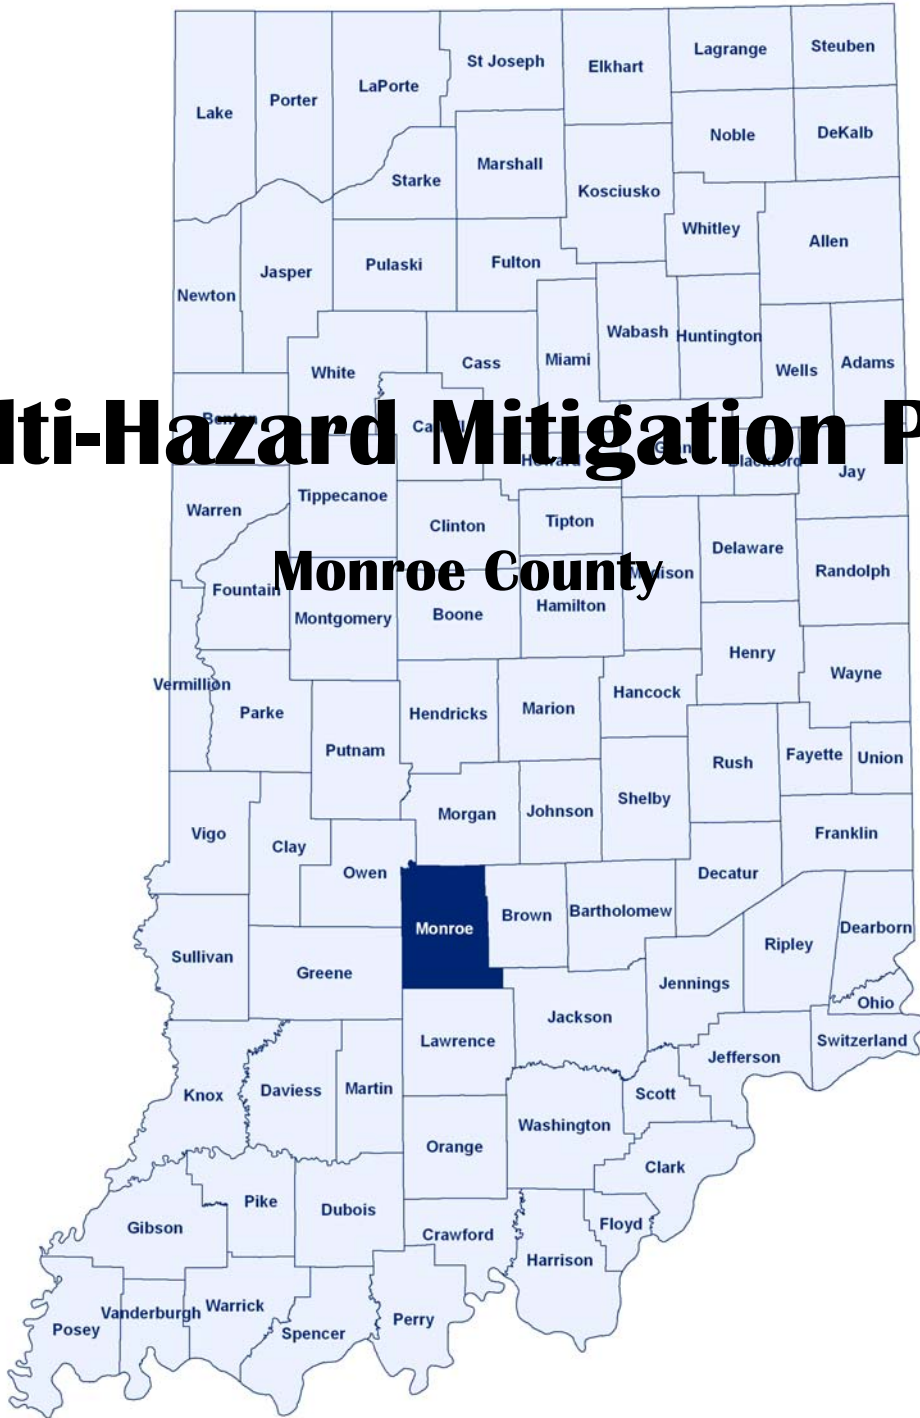 St Joseph
Elkhart
Lagrange
Steuben
Lake
Porter
LaPorte
Noble
DeKalb
Starke
Marshall
Kosciusko
Whitley
Allen
Newton
Jasper
Pulaski
Fulton
White
Cass
Miami
Wabash
Huntington
Wells
Adams
Benton
lti-Hazard Mitigation P
Howard
Blackford
Jay
Warren
Tippecanoe
Clinton
Tipton
Delaware
Randolph
Monroe County
Fountain
Montgomery
Boone
Hamilton
Madison
Henry
Wayne
Vermillion
Parke
Putnam
Hendricks
Marion
Hancock
Rush
Fayette
Union
Vigo
Clay
Owen
Morgan
Johnson
Shelby
Decatur
Franklin
Sullivan
Greene
Monroe
Brown
Bartholomew
Jennings
Ripley
Dearborn
Ohio
Switzerland
Knox
Daviess
Martin
Lawrence
Jackson
Scott
Jefferson
Gibson
Pike
Dubois
Orange
Washington
Clark
Floyd
Crawford
Harrison
Posey
Vanderburgh
Warrick
Spencer
Perry